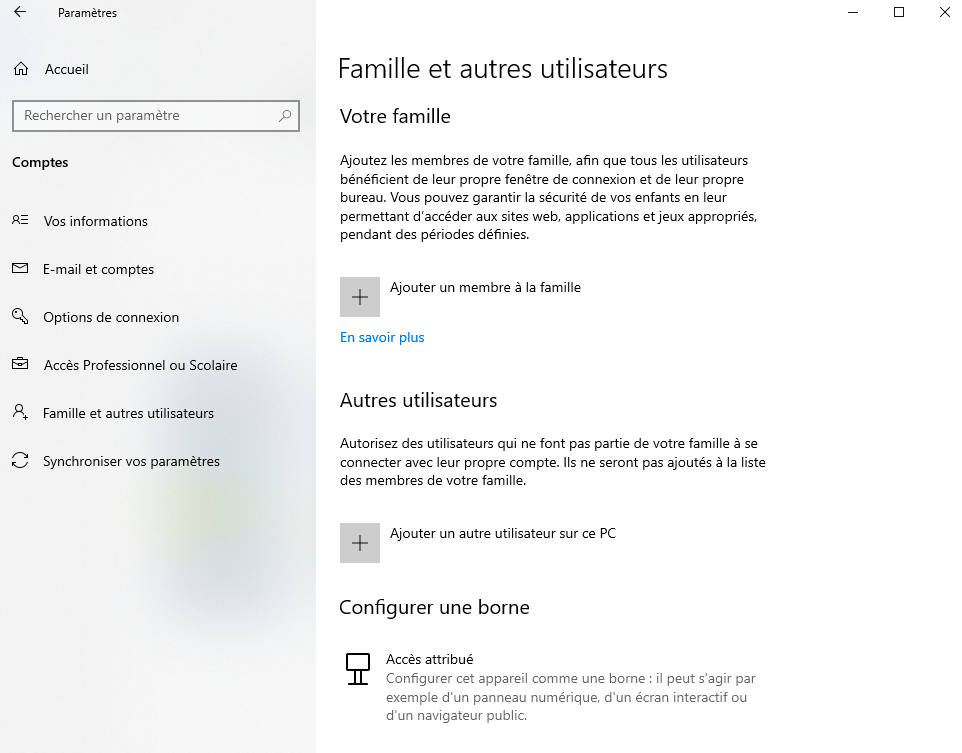 Paramètres
Accueil
Rechercher un paramètre
Comptes
Vos informations
E-mail et comptes
Options de connexion
Accès Professionnel ou Scolaire
Famille et autres utilisateurs
Synchroniser vos paramètres
Famille et autres utilisateurs
Votre famille
Ajoutez les membres de votre famille, afin que tous les utilisateurs
bénéficient de leur propre fenêtre de connexion et de leur propre
bureau. Vous pouvez garantir la sécurité de vos enfants en leur
permettant d'accéder aux sites web, applications et jeux appropriés,
pendant des périodes définies.
Ajouter un membre à la famille
En savoir plus
Autres utilisateurs
Autorisez des utilisateurs qui ne font pas partie de votre famille à se
connecter avec leur propre compte. Ils ne seront pas ajoutés à la liste
des membres de votre famille.
Ajouter un autre utilisateur sur ce PC
Configurer une borne
Accès attribué
Configurer cet appareil comme une borne : il peut s'agir par
exemple d'un panneau numérique, d'un écran interactif ou
d'un navigateur public.